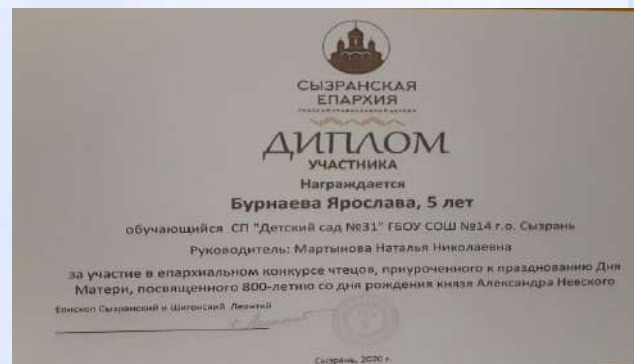 СЫЗРАНСКАЯ
ЕПАРХИЯ
ДИПЛОМ
УЧАСТНИКА
Награждается
Бурнаева Ярослава, 5 лет
обучающийся СП "Детский сад №31" ГБОУ СОШ №14 г.о. Сызрань
Руководитель: Мартынова Наталья Николаевна
за участие в епархиальном конкурсе чтецов, приуроченного к празднованию Дня
Матери, посвященного 800-летию со дня рождения князя Александра Невского
Епископ Сызранский и Шигонский Леонтий
Сызрань, 2020 г.